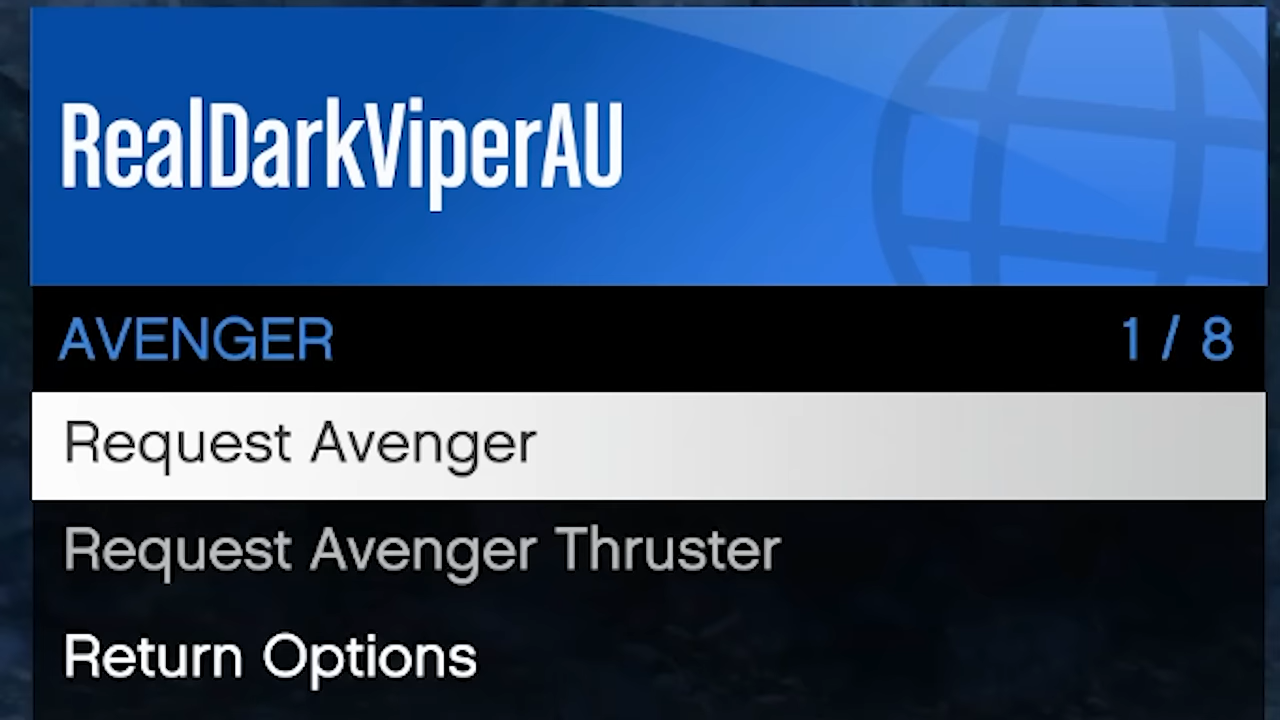 RealDarkViperAU
AVENGER 1 / 8
Request Avenger
Request Avenger Thruster
Return Options